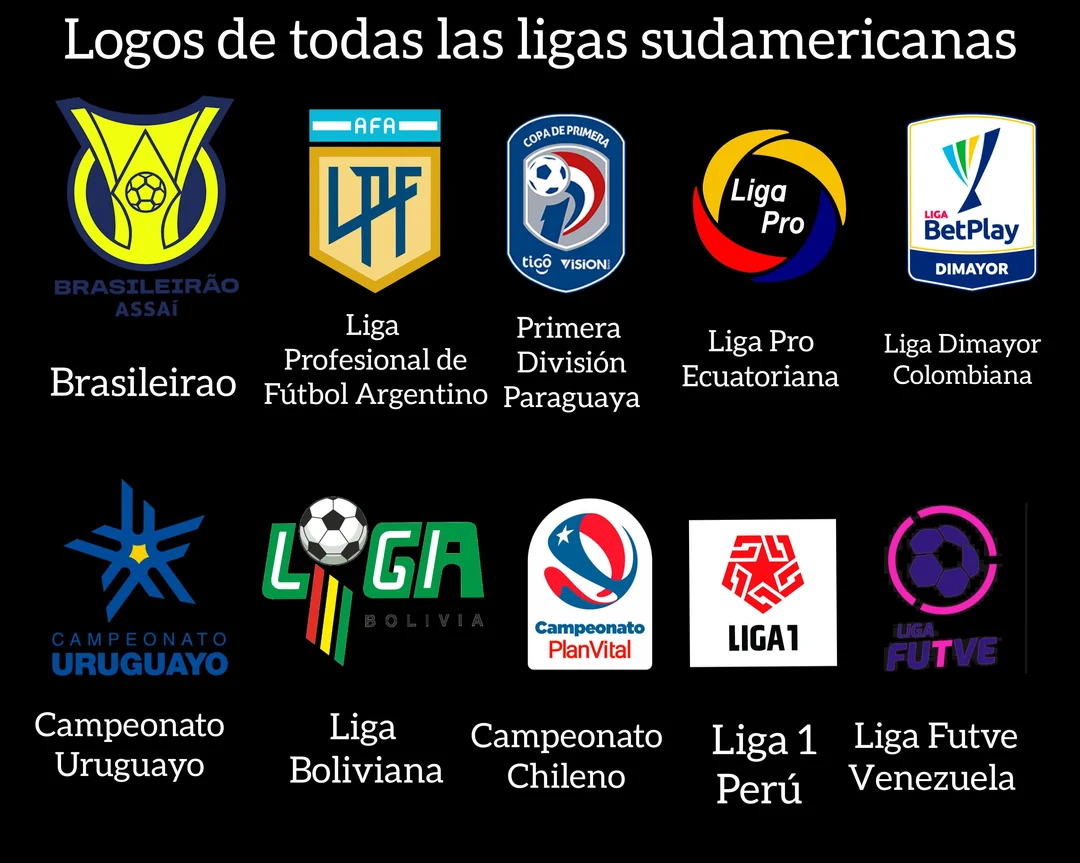 Logos de todas las ligas sudamericanas
BRASILEIRÃO
ASSAÍ
Brasileirao
AFA
LPF
Liga
Profesional de
Fútbol Argentino
COPA DE PRIMERA
tigo VISION
Primera
División
Paraguaya
Liga
Pro
Liga Pro
Ecuatoriana
LIGA
BetPlay
DIMAYOR
Liga Dimayor
Colombiana
CAMPEONATO
URUGUAYO
Campeonato
Uruguayo
LIGA
BOLIVIA
Liga
Boliviana
Campeonato
PlanVital
Campeonato
Chileno
LIGA1
Liga 1
Perú
LIGA
FUTVE
Liga Futve
Venezuela